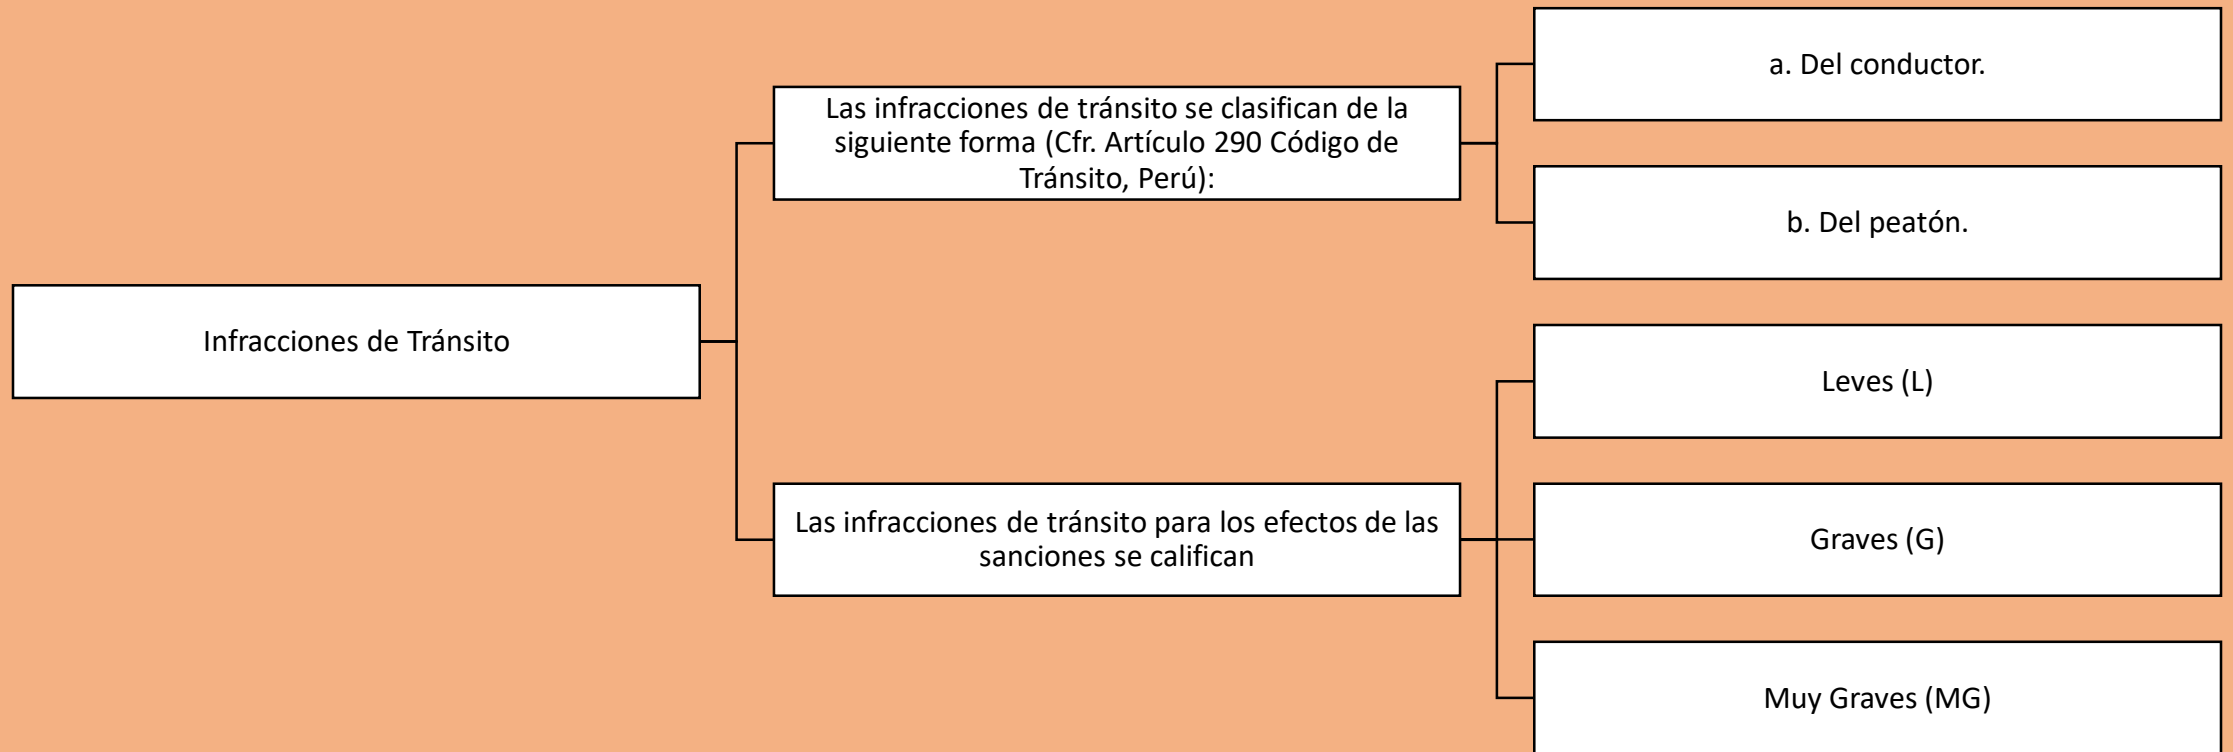 Infracciones de Tránsito
Las infracciones de tránsito se clasifican de la
siguiente forma (Cfr. Artículo 290 Código de
Tránsito, Perú):
a. Del conductor.
b. Del peatón.
Las infracciones de tránsito para los efectos de las
sanciones se califican
Leves (L)
Graves (G)
Muy Graves (MG)